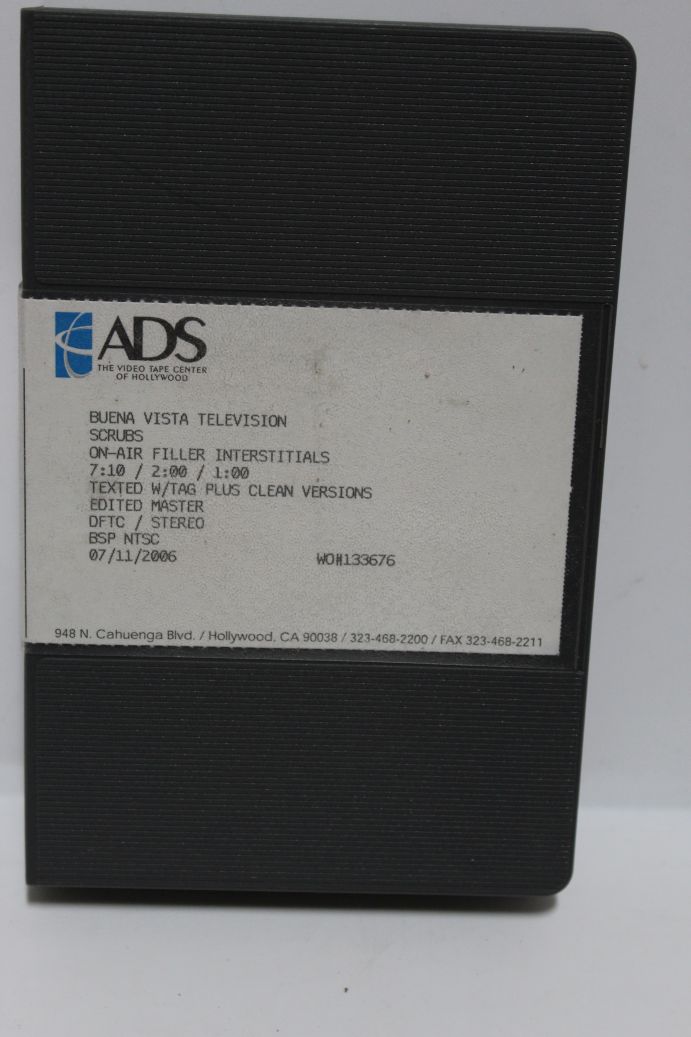 ADS
THE VIDEO TAPE CENTER
OF HOLLYWOOD
BUENA VISTA TELEVISION
SCRUBS
ON-AIR FILLER INTERSTITIALS
7:10 / 2:00 / 1:00
TEXTED W/TAG PLUS CLEAN VERSIONS
EDITED MASTER
DFTC / STEREO
BSP NTSC
07/11/2006 WO#133676
948 N. Cahuenga Blvd. / Hollywood, CA 90038 / 323-468-2200 / FAX 323-468-2211